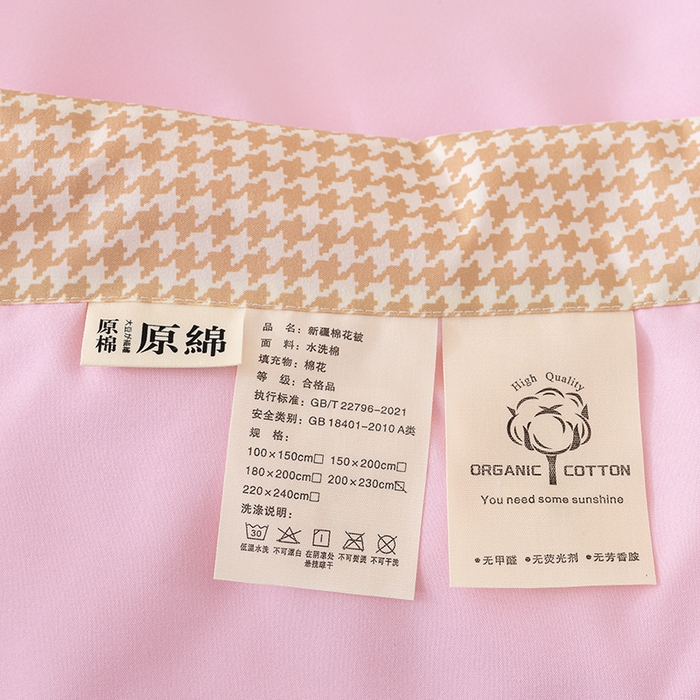 原棉
大豆が繊維
原綿
品 名：新疆棉花被
面 料：水洗棉
填充物：棉花
等 级：合格品
执行标准：GB/T 22796-2021
安全类别：GB 18401-2010 A类
规 格：
100×150cm□ 150×200cm□
180×200cm□ 200×230cm☑
220×240cm□
洗涤说明：
30
低温水洗 不可漂白 在阴凉处悬挂晾干 不可熨烫 不可干洗
High Quality
ORGANIC COTTON
You need some sunshine
•无甲醛 •无荧光剂 •无芳香胺